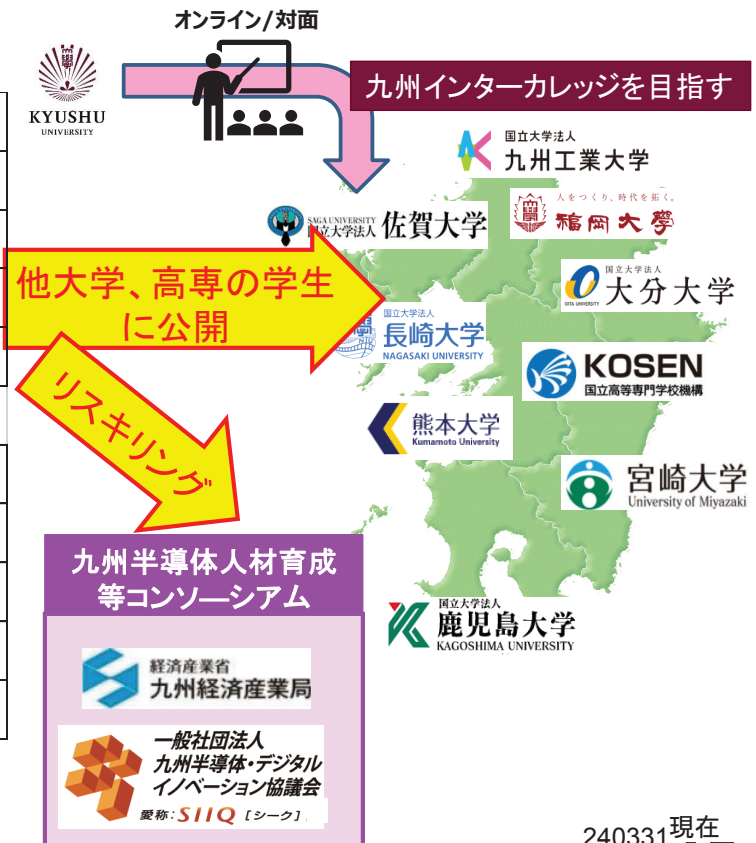 オンライン/対面
KYUSHU
UNIVERSITY
九州インターカレッジを目指す
国立大学法人
九州工業大学
SAGA UNIVERSITY
国立大学法人 佐賀大学
人をつくり、時代を拓く。
福岡大學
他大学、高専の学生
に公開
国立大学法人
大分大学
OITA UNIVERSITY
国立大学法人
長崎大学
NAGASAKI UNIVERSITY
KOSEN
国立高等専門学校機構
リスキリング
熊本大学
Kumamoto University
宮崎大学
University of Miyazaki
九州半導体人材育成
等コンソ―シアム
国立大学法人
鹿児島大学
KAGOSHIMA UNIVERSITY
経済産業省
九州経済産業局
一般社団法人
九州半導体・デジタル
イノベーション協議会
愛称:SIIQ [シーク]
240331現在